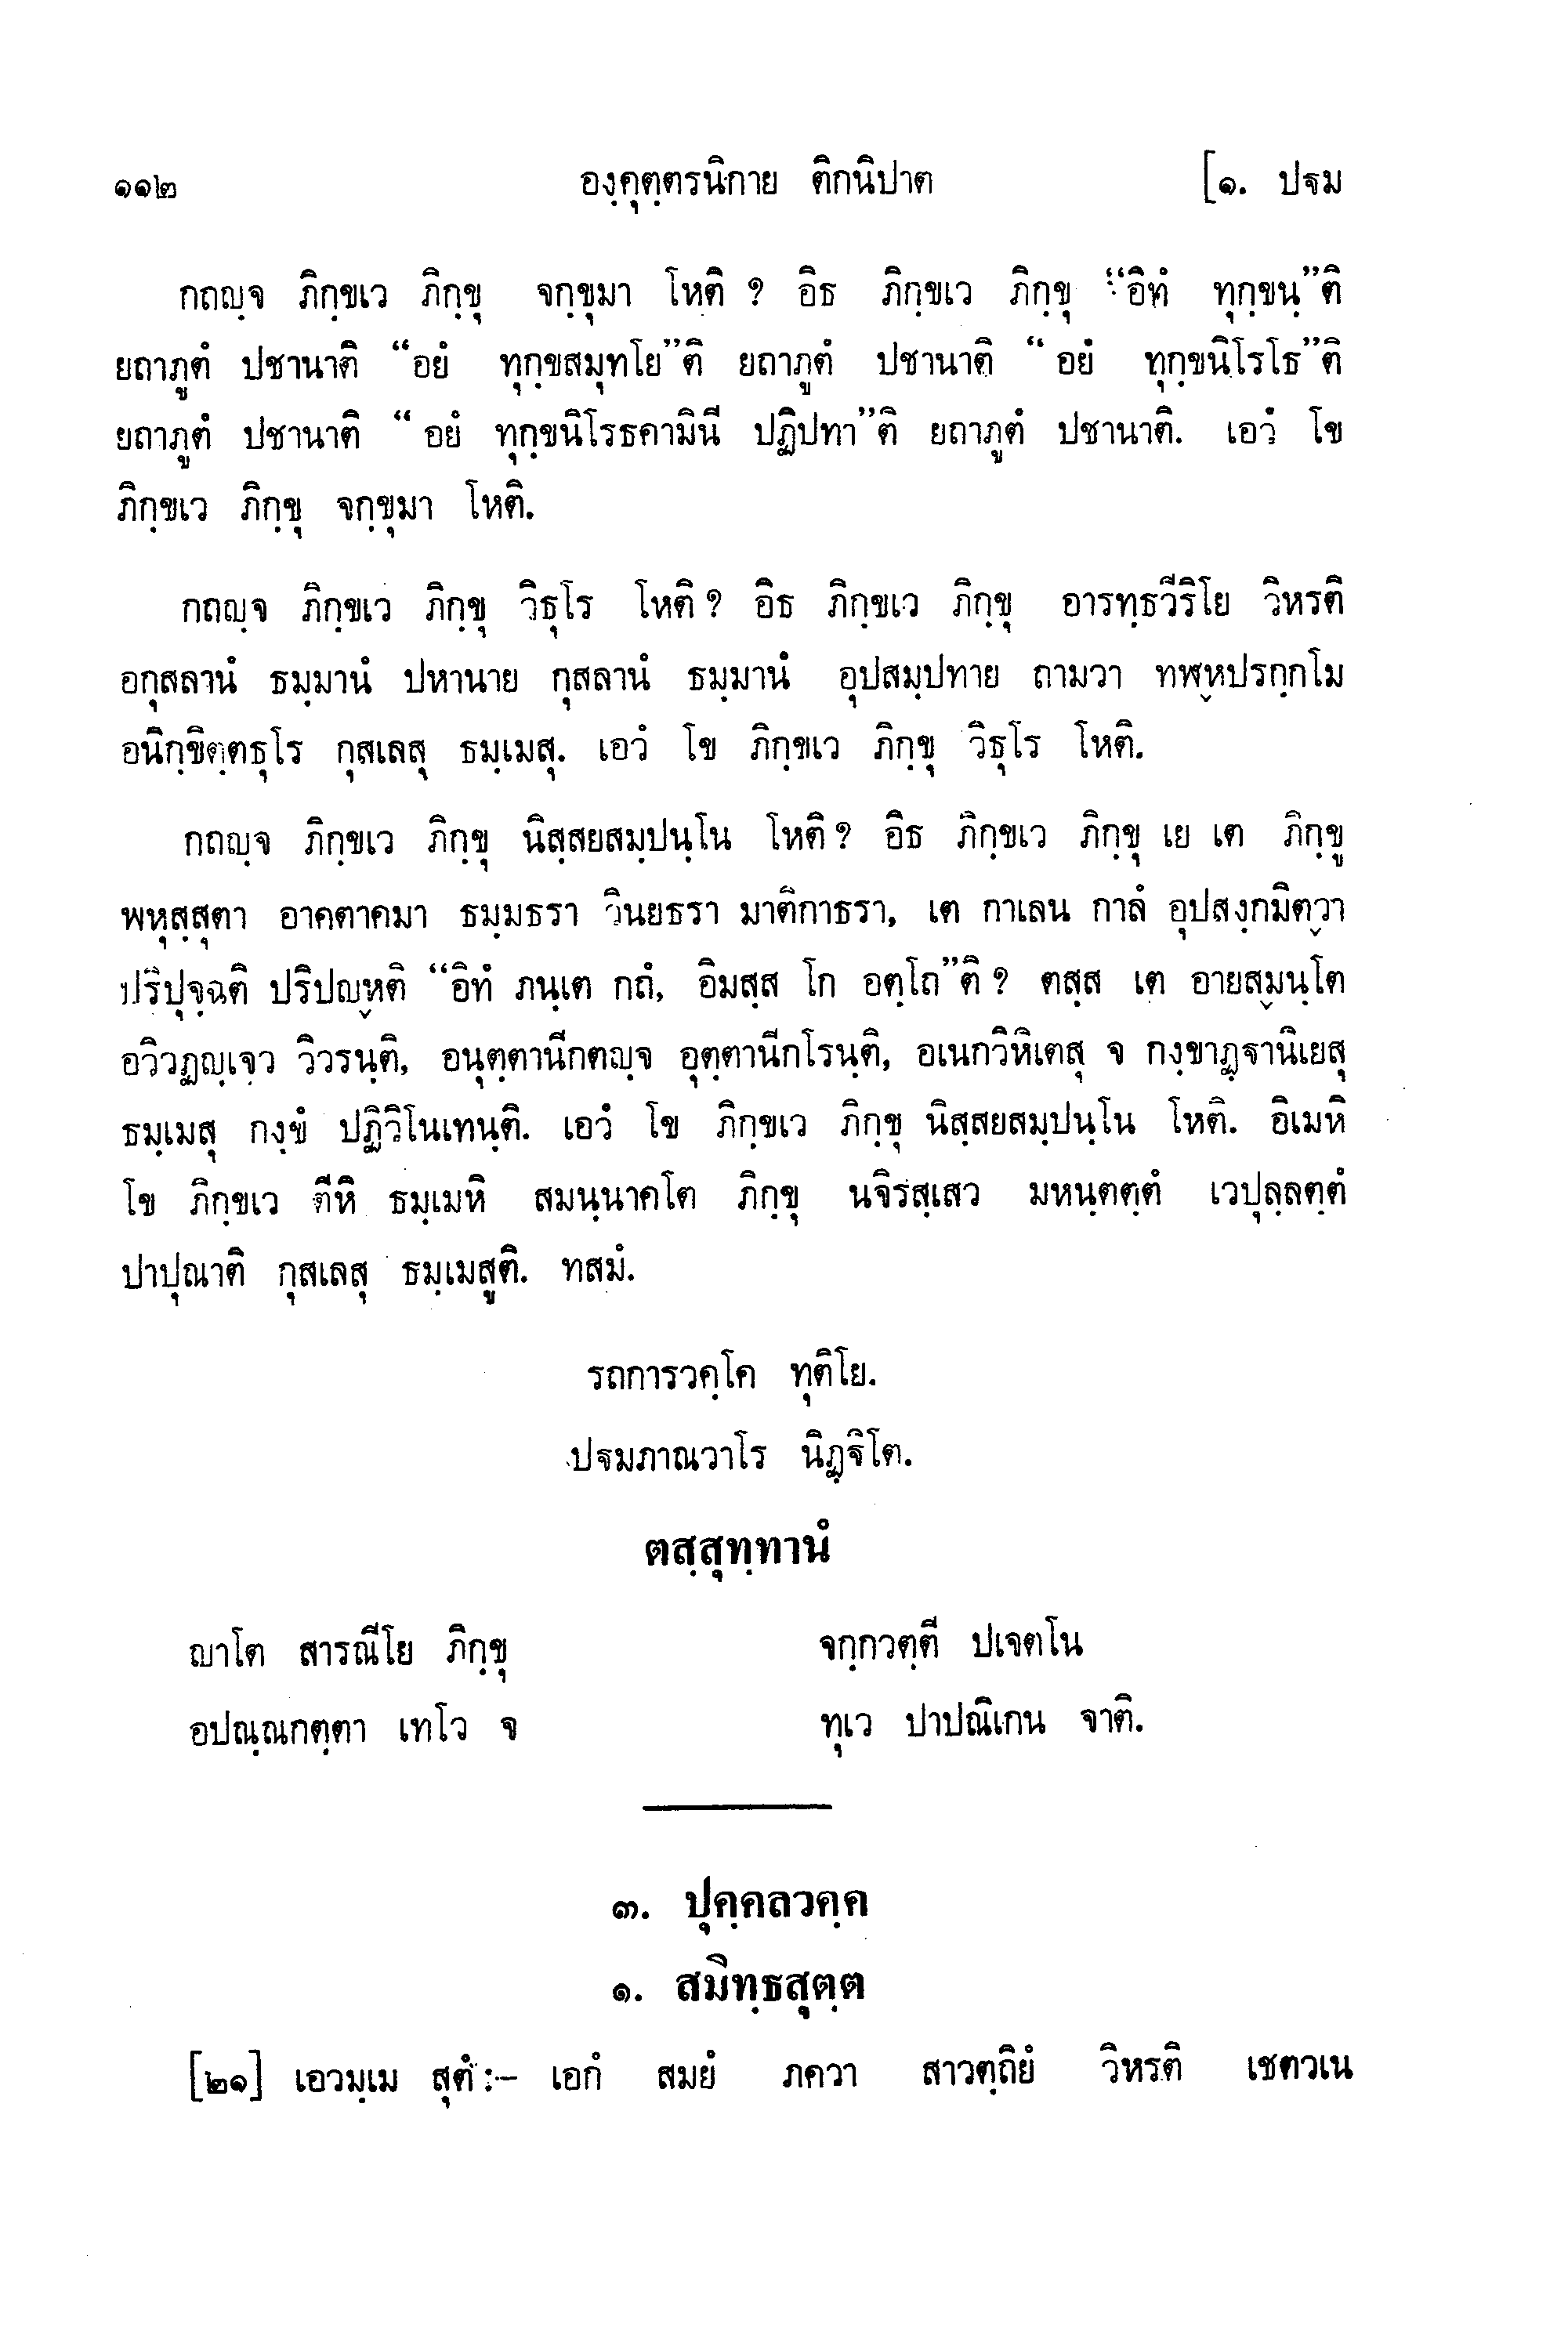 ๑๑๒ องฺคุตฺตรนิกาย ติกนิปาต [๑. ปฐม
กถญฺจ ภิกฺขเว ภิกฺขุ จกฺขุมา โหติ ? อิธ ภิกฺขเว ภิกฺขุ “อิทํ ทุกฺขนฺ”ติ
ยถาภูตํ ปชานาติ “อยํ ทุกฺขสมุทโย”ติ ยถาภูตํ ปชานาติ “ อยํ ทุกฺขนิโรโธ”ติ
ยถาภูตํ ปชานาติ “ อยํ ทุกฺขนิโรธคามินี ปฏิปทา”ติ ยถาภูตํ ปชานาติ. เอวํ โข
ภิกฺขเว ภิกฺขุ จกฺขุมา โหติ.
กถญฺจ ภิกฺขเว ภิกฺขุ วิธุโร โหติ ? อิธ ภิกฺขเว ภิกฺขุ อารทฺธวีริโย วิหรติ
อกุสลานํ ธมฺมานํ ปหานาย กุสลานํ ธมฺมานํ อุปสมฺปทาย ถามวา ทฬฺหปรกฺกโม
อนิกฺขิตฺตธุโร กุสเลสุ ธมฺเมสุ. เอวํ โข ภิกฺขเว ภิกฺขุ วิธุโร โหติ.
กถญฺจ ภิกฺขเว ภิกฺขุ นิสฺสยสมฺปนฺโน โหติ ? อิธ ภิกฺขเว ภิกฺขุ เย เต ภิกฺขู
พหุสฺสุตา อาคตาคมา ธมฺมธรา วินยธรา มาติกาธรา, เต กาเลน กาลํ อุปสงฺกมิตฺวา
ปริปุจฺฉติ ปริปญฺหติ “อิทํ ภนฺเต กถํ, อิมสฺส โก อตฺโถ”ติ ? ตสฺส เต อายสฺมนฺโต
อวิวฏญฺเจว วิวรนฺติ, อนุตฺตานีกตญฺจ อุตฺตานีกโรนฺติ, อเนกวิหิเตสุ จ กงฺขาฏฺฐานิเยสุ
ธมฺเมสุ กงฺขํ ปฏิวิโนเทนฺติ. เอวํ โข ภิกฺขเว ภิกฺขุ นิสฺสยสมฺปนฺโน โหติ. อิเมหิ
โข ภิกฺขเว ตีหิ ธมฺเมหิ สมนฺนาคโต ภิกฺขุ นจิรสฺเสว มหนฺตตฺตํ เวปุลฺลตฺตํ
ปาปุณาติ กุสเลสุ ธมฺเมสูติ. ทสมํ.
รถการวคฺโค ทุติโย.
ปฐมภาณวาโร นิฏฺฐิโต.
ตสฺสุทฺทานํ
ญาโต สารณีโย ภิกฺขุ จกฺกวตฺตี ปเจตโน
อปณฺณกตฺตา เทโว จ ทุเว ปาปณิเกน จาติ.
๓. ปุคฺคลวคฺค
๑. สมิทฺธสุตฺต
[๒๑] เอวมฺเม สุตํ :– เอกํ สมยํ ภควา สาวตฺถิยํ วิหรติ เชตวเน